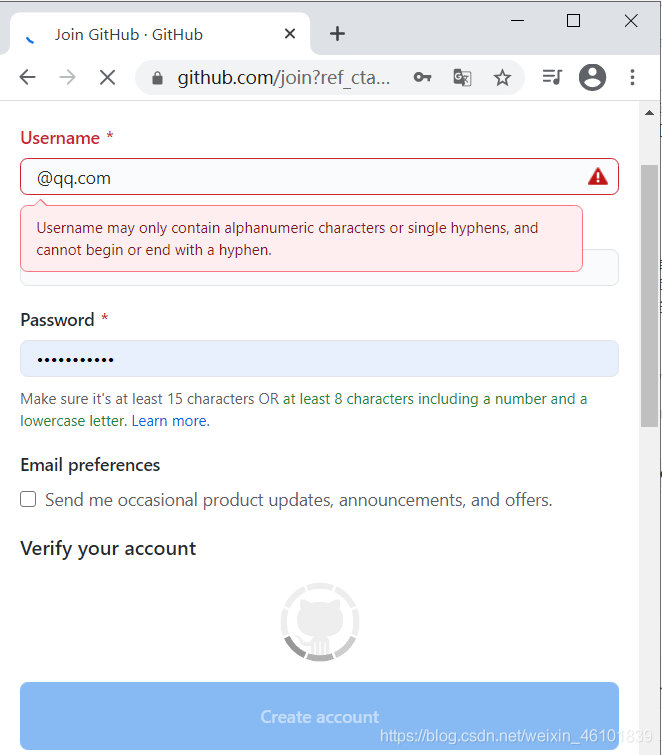 Join GitHub · GitHub
github.com/join?ref_cta...
Username *
@qq.com
Username may only contain alphanumeric characters or single hyphens, and
cannot begin or end with a hyphen.
Password *
•••••••••••
Make sure it's at least 15 characters OR at least 8 characters including a number and a
lowercase letter. Learn more.
Email preferences
Send me occasional product updates, announcements, and offers.
Verify your account
Create account
https://blog.csdn.net/weixin_46101839